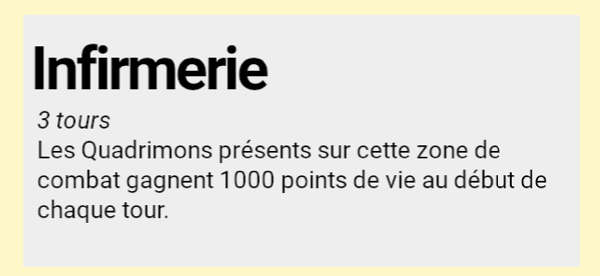 Infirmerie
3 tours
Les Quadrimons présents sur cette zone de
combat gagnent 1000 points de vie au début de
chaque tour.